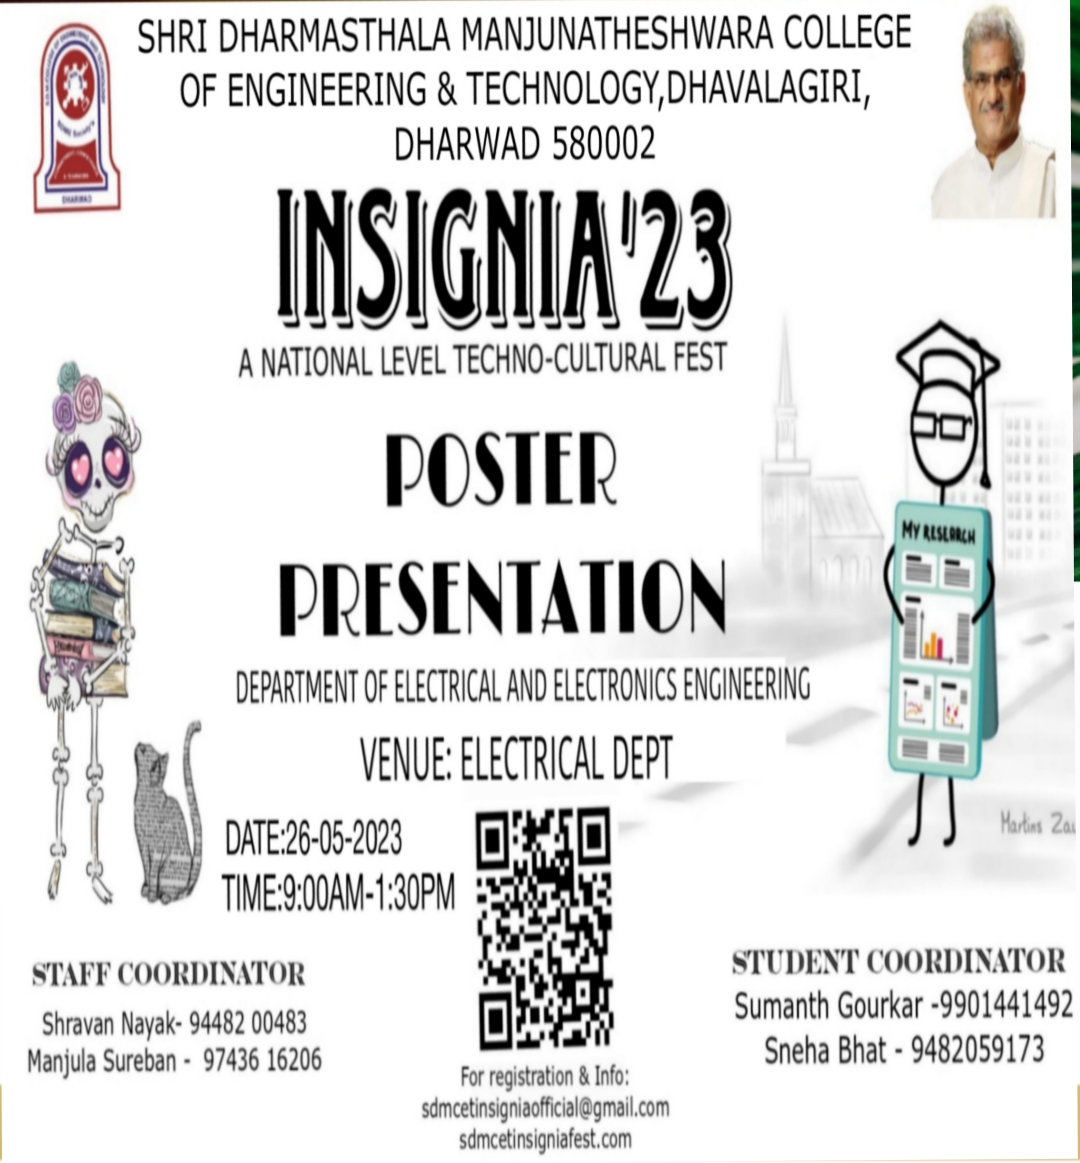 SHRI DHARMASTHALA MANJUNATHESHWARA COLLEGE
OF ENGINEERING & TECHNOLOGY,DHAVALAGIRI,
DHARWAD 580002
DHARWAD
INSIGNIA'23
A NATIONAL LEVEL TECHNO-CULTURAL FEST
POSTER
PRESENTATION
MY RESEARCH
DEPARTMENT OF ELECTRICAL AND ELECTRONICS ENGINEERING
VENUE: ELECTRICAL DEPT
DATE:26-05-2023
TIME:9:00AM-1:30PM
Martins
STAFF COORDINATOR
Shravan Nayak- 94482 00483
Manjula Sureban - 97436 16206
STUDENT COORDINATOR
Sumanth Gourkar -9901441492
Sneha Bhat - 9482059173
For registration & Info:
sdmcetinsigniaofficial@gmail.com
sdmcetinsigniafest.com